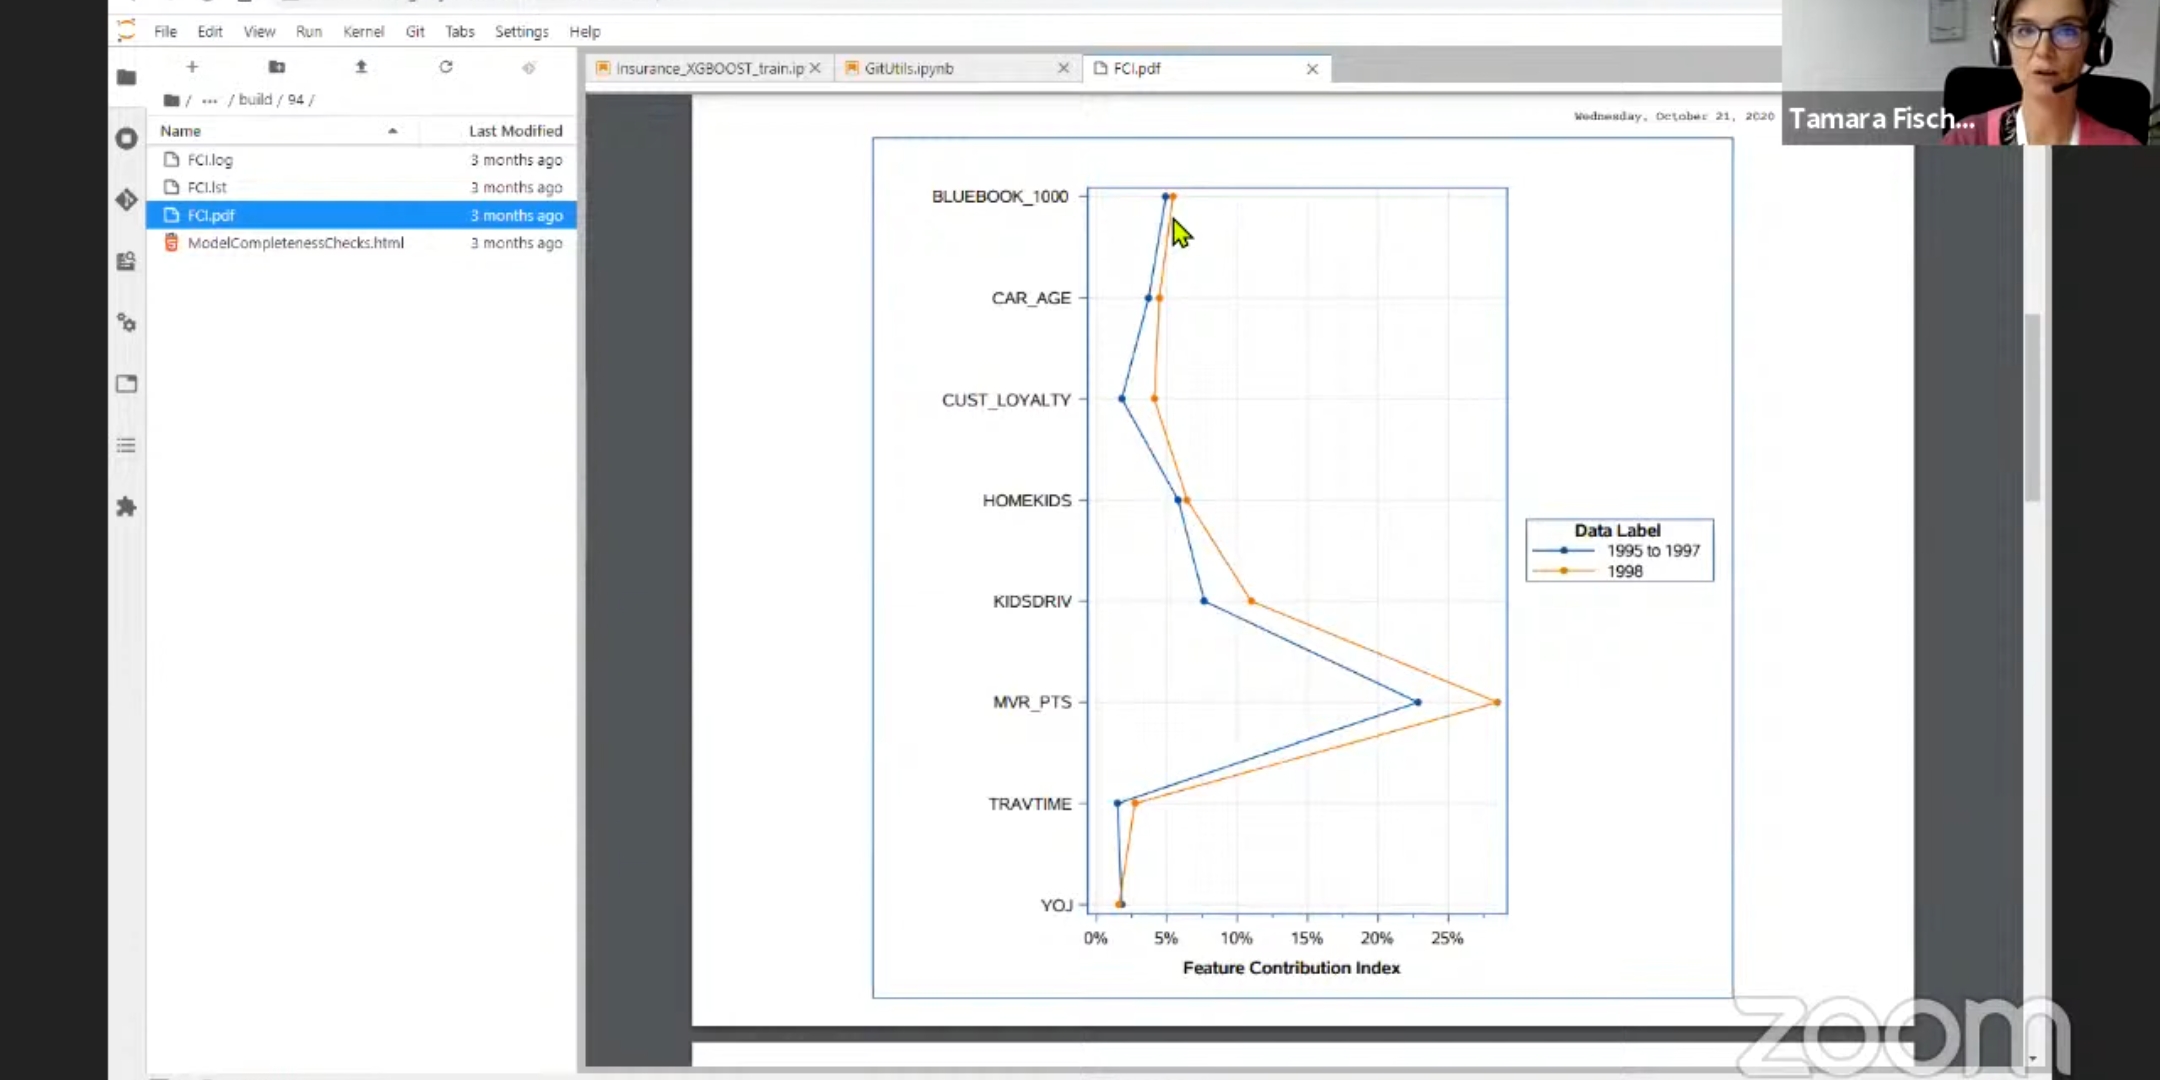 File Edit View Run Kernel Git Tabs Settings Help
Insurance_XGBOOST_train.ip
GitUtils.ipynb
FCI.pdf
/ ... / build / 94 /
Name Last Modified
FCI.log 3 months ago
FCI.lst 3 months ago
FCI.pdf 3 months ago
ModelCompletenessChecks.html 3 months ago
Wednesday, October 21, 2020
Tamara Fisch...
BLUEBOOK_1000
CAR_AGE
CUST_LOYALTY
HOMEKIDS
KIDSDRIV
MVR_PTS
TRAVTIME
YOJ
0% 5% 10% 15% 20% 25%
Feature Contribution Index
Data Label
1995 to 1997
1998
zoom